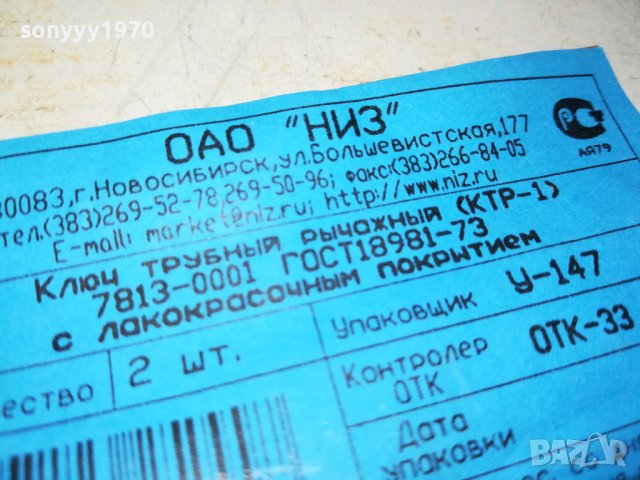 sonyyy1970
ОАО "НИЗ"
30083,г.Новосибирск,ул.Большевистская,177
тел.(383)269-52-78,269-50-96; факс:(383)266-84-05
E-mail: market@niz.ru; http://www.niz.ru
РС
АЯ79
Ключ трубный рычажный (КТР-1)
7813-0001 ГОСТ18981-73
с лакокрасочным покрытием
ество 2 шт.
Упаковщик У-147
Контролер ОТК ОТК-33
Дата
упаковки
BAZAR